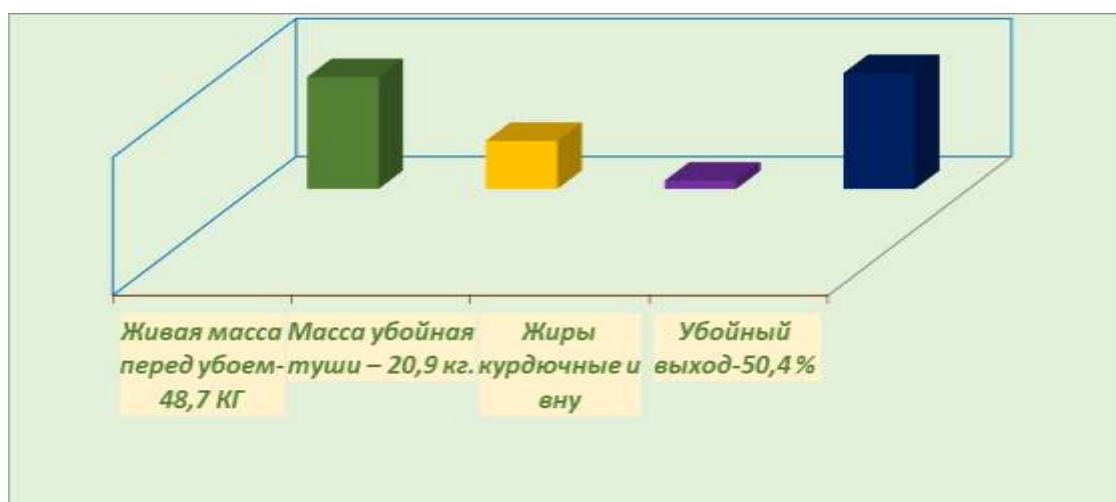 Живая масса
перед убоем-
48,7 КГ
Масса убойная
туши – 20,9 кг.
Жиры
курдючные и
вну
Убойный
выход-50,4 %